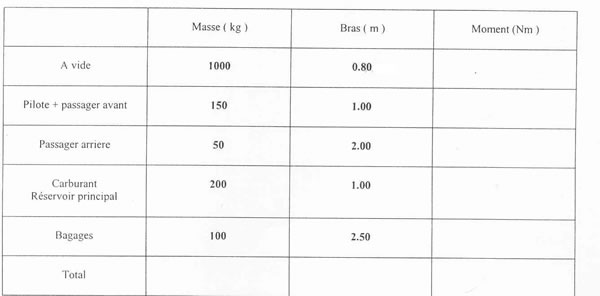 Masse ( kg ) Bras ( m ) Moment (Nm )
A vide 1000 0.80
Pilote + passager avant 150 1.00
Passager arriere 50 2.00
Carburant 200 1.00
Réservoir principal
Bagages 100 2.50
Total